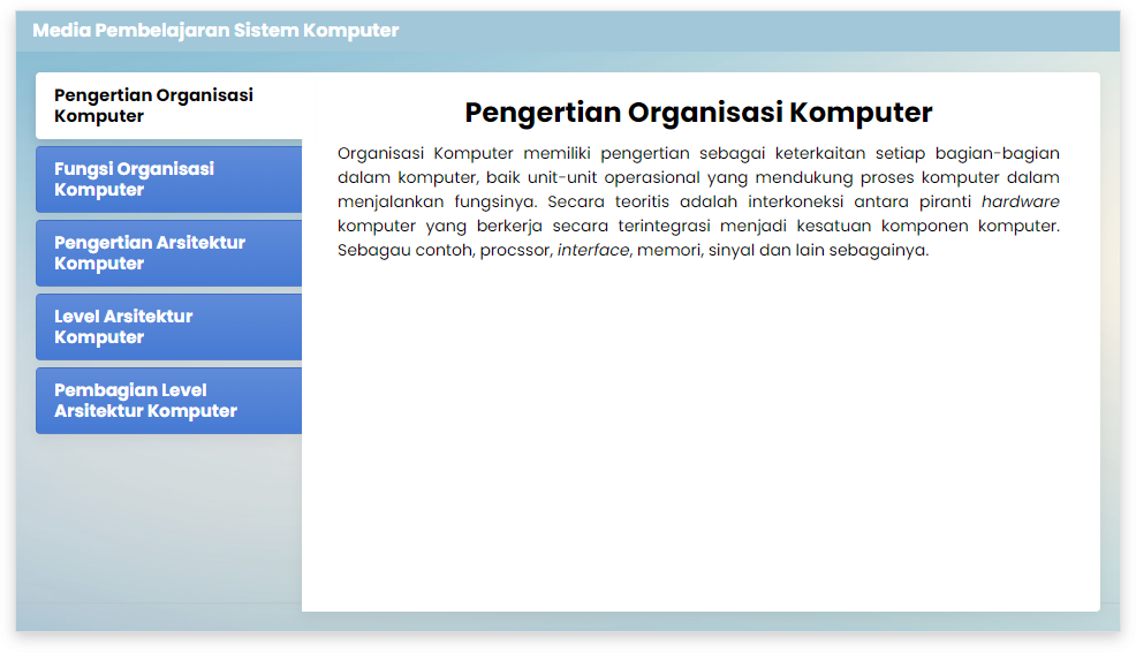 Media Pembelajaran Sistem Komputer
Pengertian Organisasi
Komputer
Fungsi Organisasi
Komputer
Pengertian Arsitektur
Komputer
Level Arsitektur
Komputer
Pembagian Level
Arsitektur Komputer
Pengertian Organisasi Komputer
Organisasi Komputer memiliki pengertian sebagai keterkaitan setiap bagian-bagian
dalam komputer, baik unit-unit operasional yang mendukung proses komputer dalam
menjalankan fungsinya. Secara teoritis adalah interkoneksi antara piranti hardware
komputer yang berkerja secara terintegrasi menjadi kesatuan komponen komputer.
Sebagau contoh, procssor, interface, memori, sinyal dan lain sebagainya.